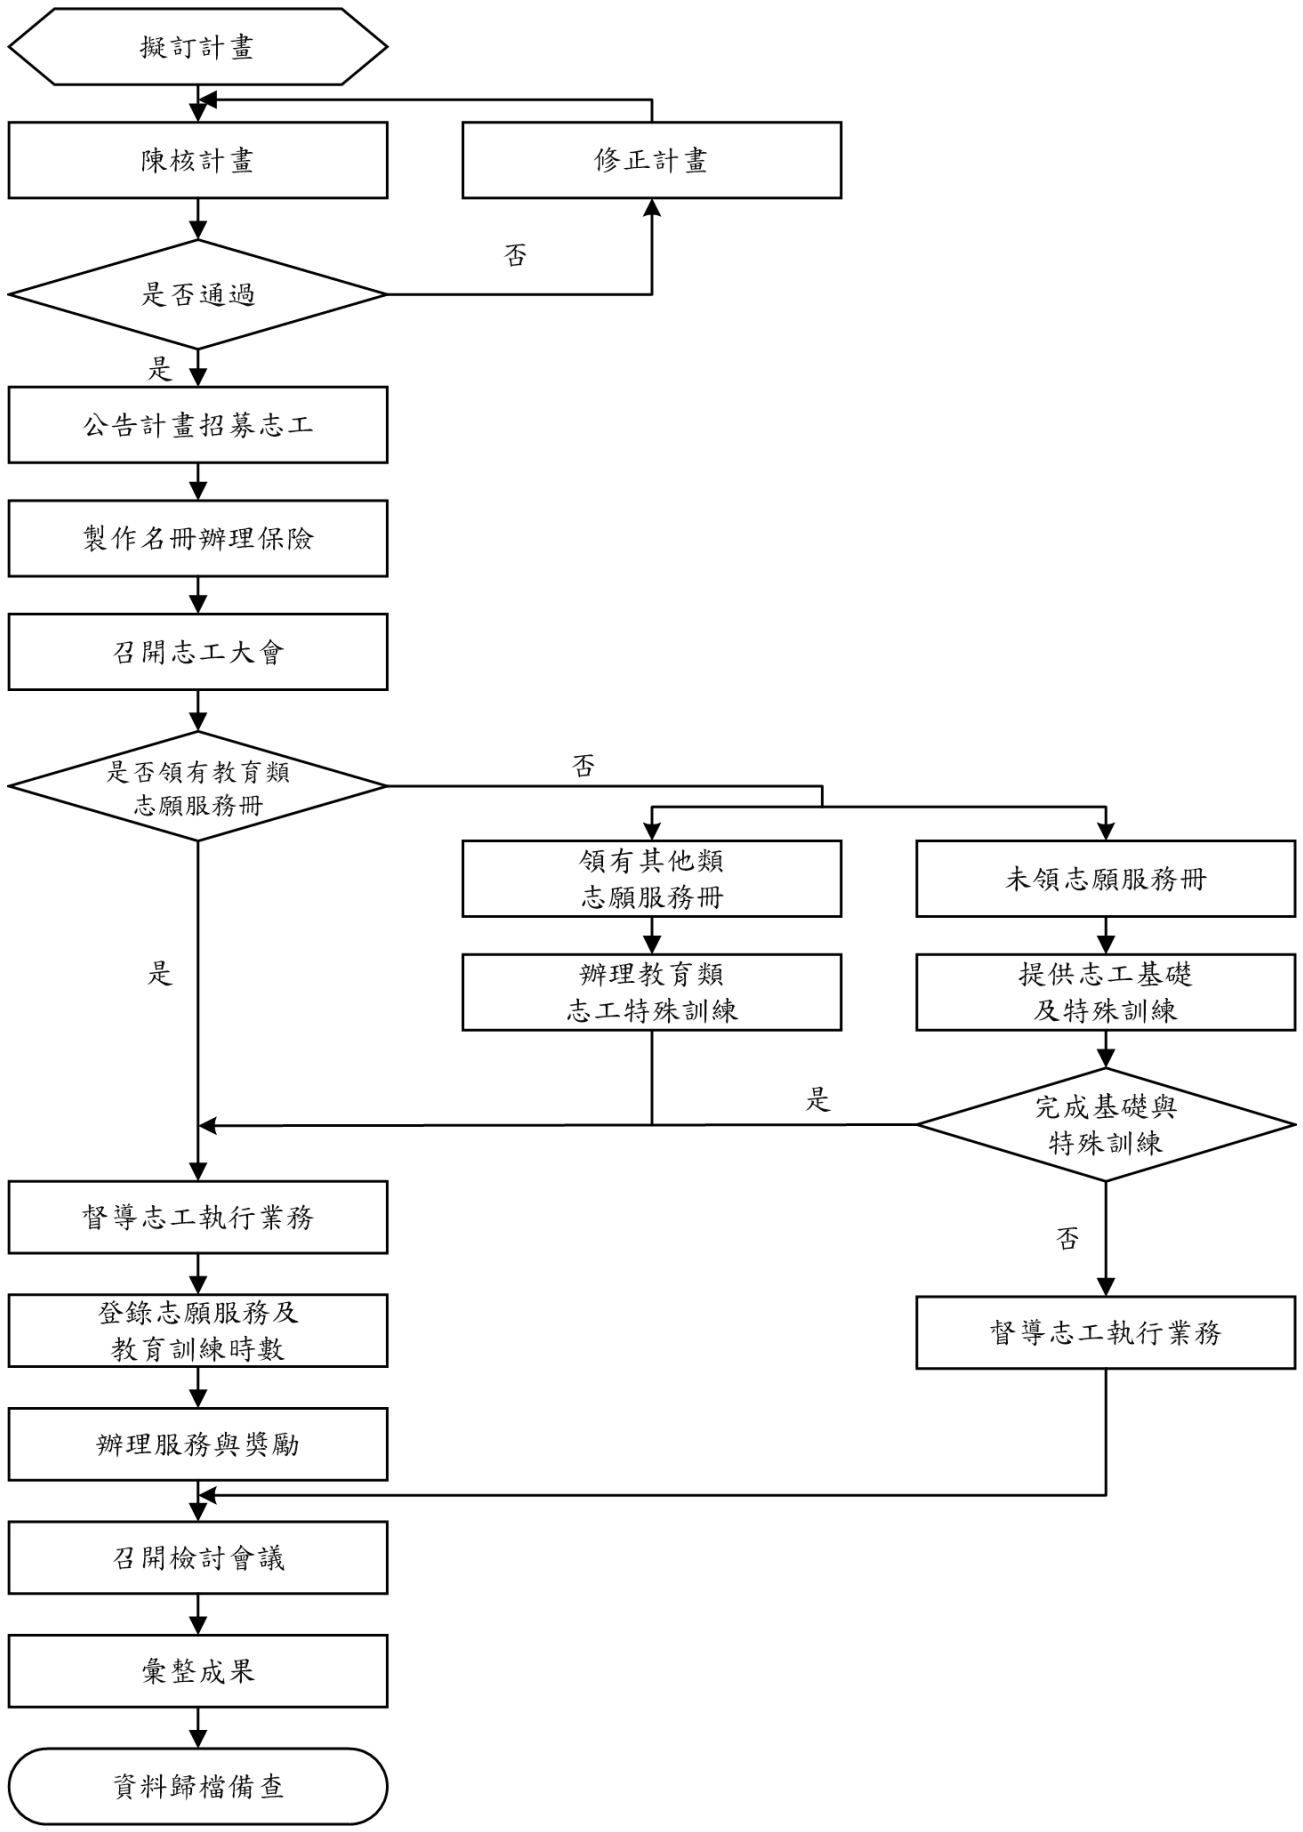 擬訂計畫
陳核計畫
修正計畫
否
是否通過
是
公告計畫招募志工
製作名冊辦理保險
召開志工大會
是否領有教育類
志願服務冊
否
領有其他類
志願服務冊
未領志願服務冊
是
辦理教育類
志工特殊訓練
提供志工基礎
及特殊訓練
是
完成基礎與
特殊訓練
督導志工執行業務
否
登錄志願服務及
教育訓練時數
督導志工執行業務
辦理服務與獎勵
召開檢討會議
彙整成果
資料歸檔備查